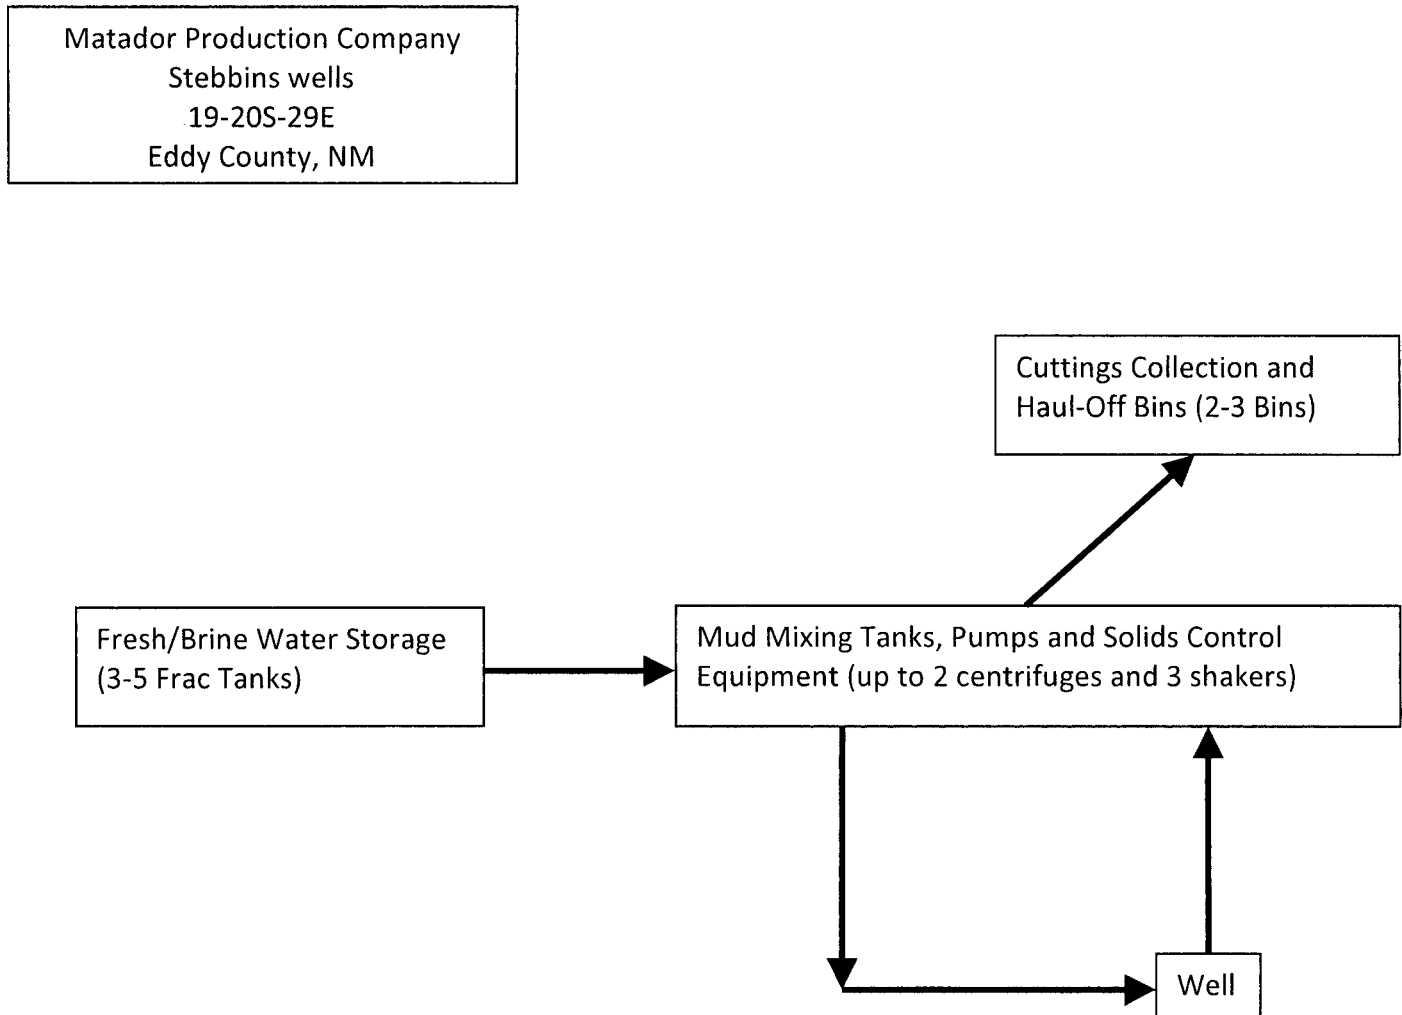 Matador Production Company
Stebbins wells
19-20S-29E
Eddy County, NM
Cuttings Collection and
Haul-Off Bins (2-3 Bins)
Fresh/Brine Water Storage
(3-5 Frac Tanks)
Mud Mixing Tanks, Pumps and Solids Control
Equipment (up to 2 centrifuges and 3 shakers)
Well